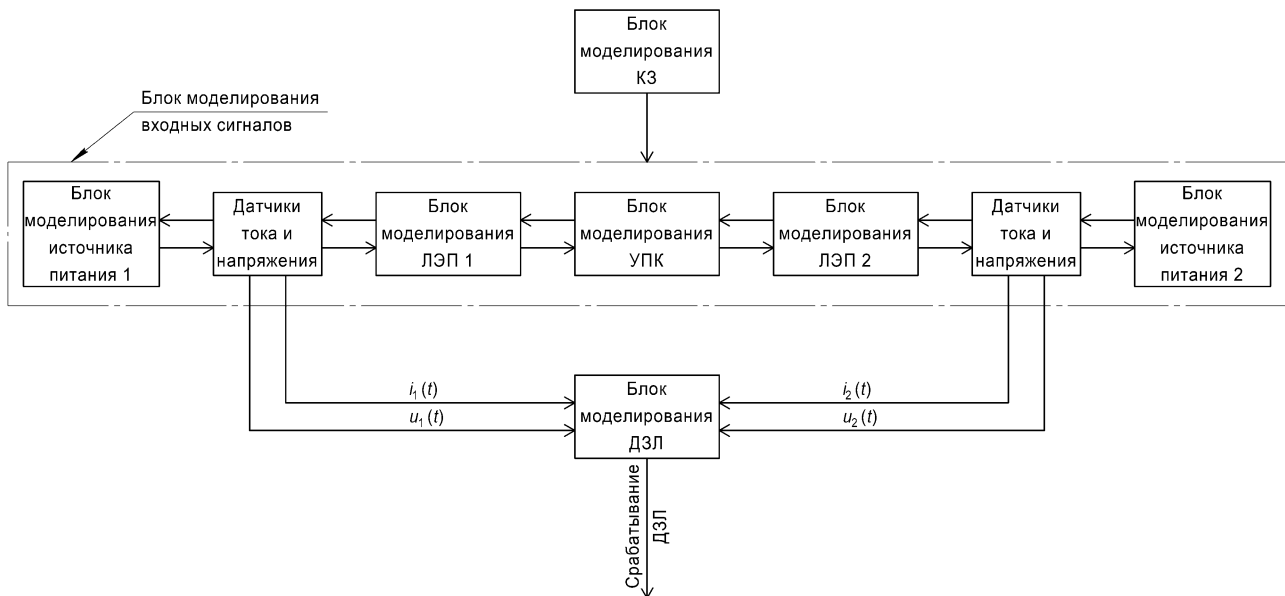 Блок
моделирования
КЗ
Блок моделирования
входных сигналов
Блок
моделирования
источника
питания 1
Датчики
тока и
напряжения
Блок
моделирования
ЛЭП 1
Блок
моделирования
УПК
Блок
моделирования
ЛЭП 2
Датчики
тока и
напряжения
Блок
моделирования
источника
питания 2
i₁(t)
u₁(t)
Блок
моделирования
ДЗЛ
i₂(t)
u₂(t)
Срабатывание
ДЗЛ